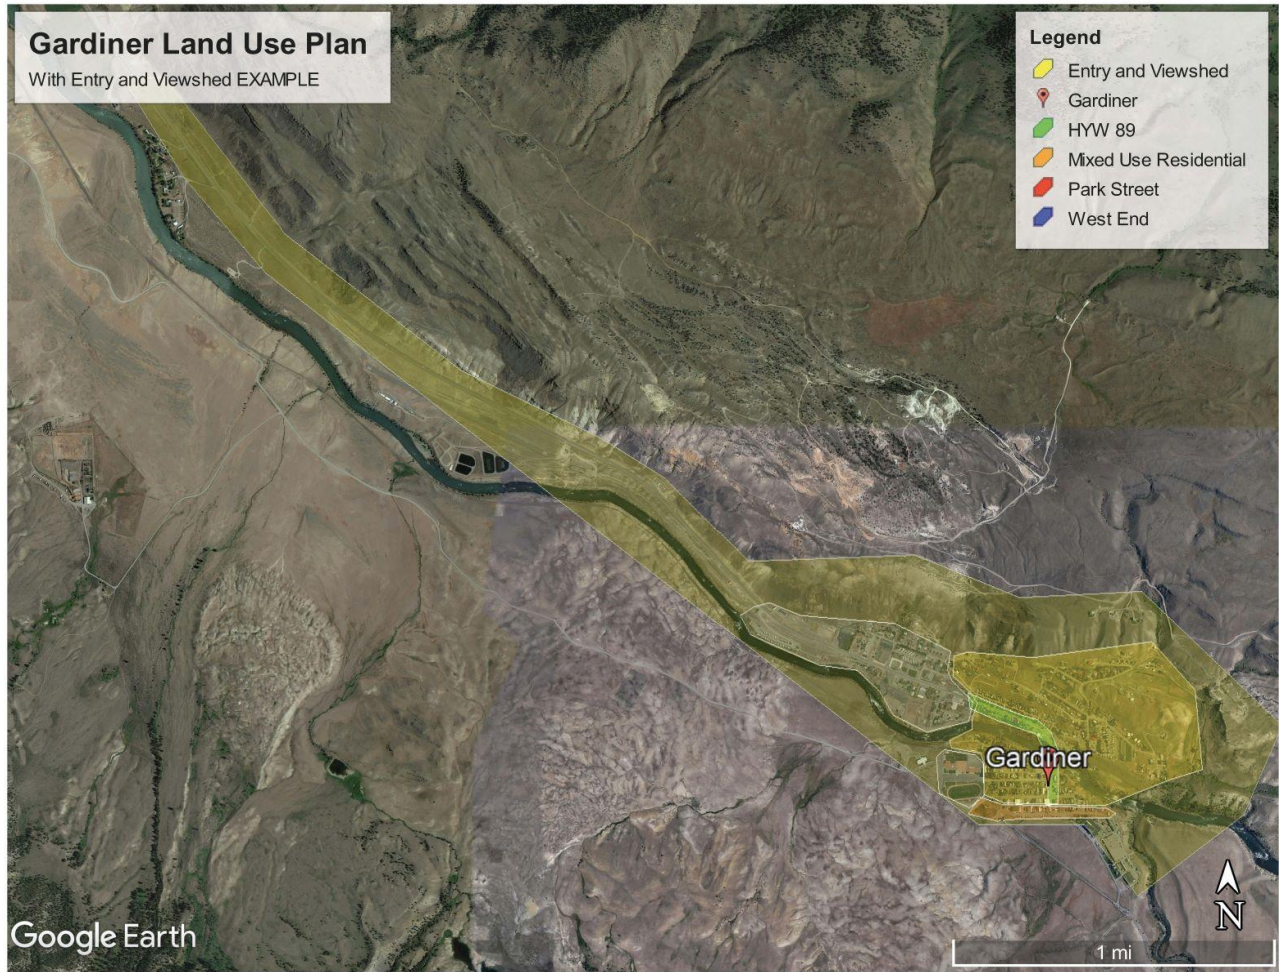 Gardiner Land Use Plan
With Entry and Viewshed EXAMPLE
Legend
Entry and Viewshed
Gardiner
HYW 89
Mixed Use Residential
Park Street
West End
Gardiner
N
Google Earth
1 mi